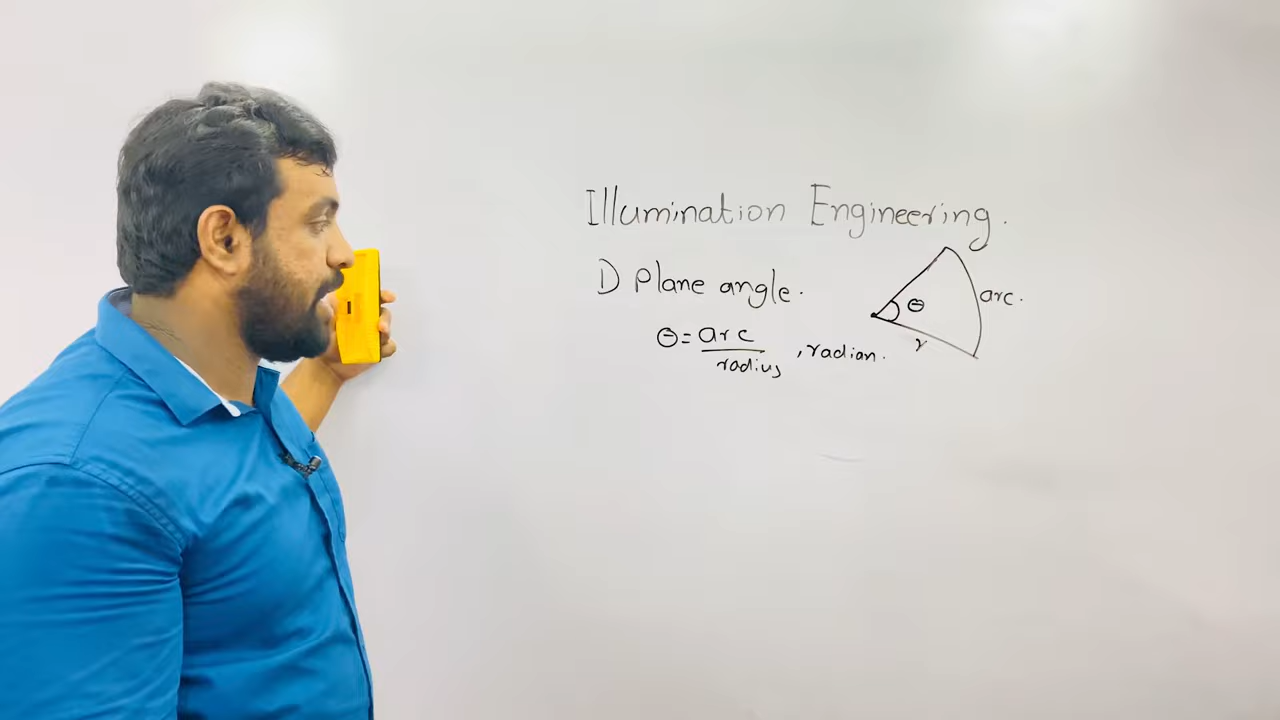 Illumination Engineering.
1) Plane angle.
θ = arc / radius , radian.
θ
arc.
r